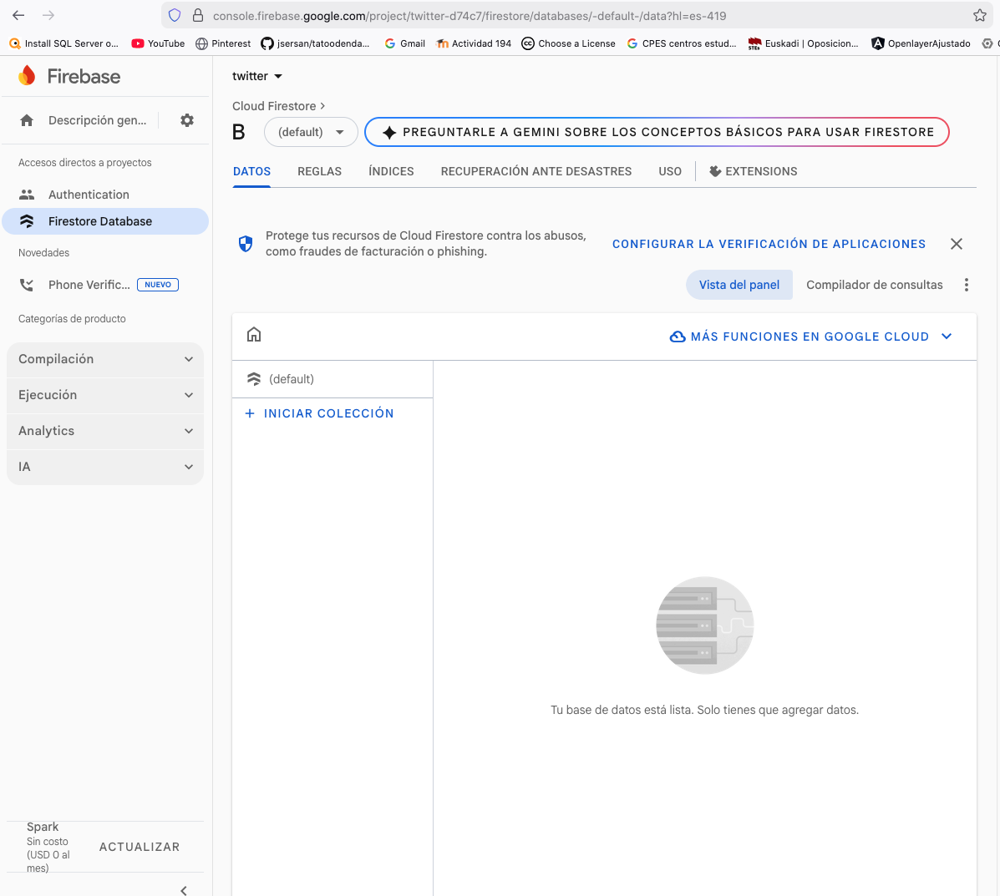 console.firebase.google.com/project/twitter-d74c7/firestore/databases/-default-/data?hl=es-419
Install SQL Server o... YouTube Pinterest jsersan/tatoodenda... Gmail Actividad 194 Choose a License CPES centros estud... Euskadi | Oposicion... OpenlayerAjustado
Firebase
Descripción gen...
Accesos directos a proyectos
Authentication
Firestore Database
Novedades
Phone Verific... NUEVO
Categorías de producto
Compilación
Ejecución
Analytics
IA
Spark
Sin costo
(USD 0 al
mes)
ACTUALIZAR
twitter
Cloud Firestore >
B (default) PREGUNTARLE A GEMINI SOBRE LOS CONCEPTOS BÁSICOS PARA USAR FIRESTORE
DATOS REGLAS ÍNDICES RECUPERACIÓN ANTE DESASTRES USO EXTENSIONS
Protege tus recursos de Cloud Firestore contra los abusos,
como fraudes de facturación o phishing.
CONFIGURAR LA VERIFICACIÓN DE APLICACIONES
Vista del panel Compilador de consultas
MÁS FUNCIONES EN GOOGLE CLOUD
(default)
+ INICIAR COLECCIÓN
Tu base de datos está lista. Solo tienes que agregar datos.